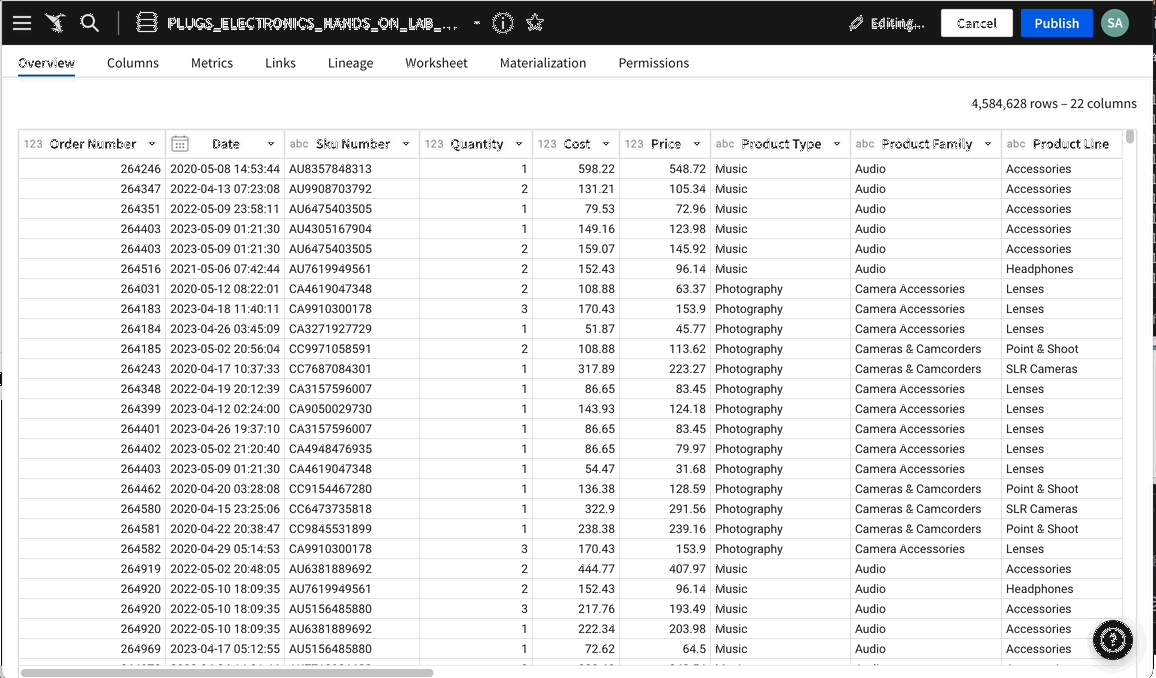 PLUGS_ELECTRONICS_HANDS_ON_LAB_... Editing... Cancel Publish SA
Overview Columns Metrics Links Lineage Worksheet Materialization Permissions
4,584,628 rows – 22 columns
123 Order Number Date abc Sku Number 123 Quantity 123 Cost 123 Price abc Product Type abc Product Family abc Product Line
264246 2020-05-08 14:53:44 AU8357848313 1 598.22 548.72 Music Audio Accessories
264347 2022-04-13 07:23:08 AU9908703792 2 131.21 105.34 Music Audio Accessories
264351 2022-05-09 23:58:11 AU6475403505 1 79.53 72.96 Music Audio Accessories
264403 2023-05-09 01:21:30 AU4305167904 1 149.16 123.98 Music Audio Accessories
264403 2023-05-09 01:21:30 AU6475403505 2 159.07 145.92 Music Audio Accessories
264516 2021-05-06 07:42:44 AU7619949561 2 152.43 96.14 Music Audio Headphones
264031 2020-05-12 08:22:01 CA4619047348 2 108.88 63.37 Photography Camera Accessories Lenses
264183 2023-04-18 11:40:11 CA9910300178 3 170.43 153.9 Photography Camera Accessories Lenses
264184 2023-04-26 03:45:09 CA3271927729 1 51.87 45.77 Photography Camera Accessories Lenses
264185 2023-05-02 20:56:04 CC9971058591 2 108.88 113.62 Photography Cameras & Camcorders Point & Shoot
264243 2020-04-17 10:37:33 CC7687084301 1 317.89 223.27 Photography Cameras & Camcorders SLR Cameras
264348 2022-04-19 20:12:39 CA3157596007 1 86.65 83.45 Photography Camera Accessories Lenses
264399 2023-04-12 02:24:00 CA9050029730 1 143.93 124.18 Photography Camera Accessories Lenses
264401 2023-04-26 19:37:10 CA3157596007 1 86.65 83.45 Photography Camera Accessories Lenses
264402 2023-05-02 21:20:40 CA4948476935 1 86.65 79.97 Photography Camera Accessories Lenses
264403 2023-05-09 01:21:30 CA4619047348 1 54.47 31.68 Photography Camera Accessories Lenses
264462 2020-04-20 03:28:08 CC9154467280 1 136.38 128.59 Photography Cameras & Camcorders Point & Shoot
264580 2020-04-15 23:25:06 CC6473735818 1 322.9 291.56 Photography Cameras & Camcorders SLR Cameras
264581 2020-04-22 20:38:47 CC9845531899 1 238.38 239.16 Photography Cameras & Camcorders Point & Shoot
264582 2020-04-29 05:14:53 CA9910300178 3 170.43 153.9 Photography Camera Accessories Lenses
264919 2022-05-02 20:48:05 AU6381889692 2 444.77 407.97 Music Audio Accessories
264920 2022-05-10 18:09:35 AU7619949561 2 152.43 96.14 Music Audio Headphones
264920 2022-05-10 18:09:35 AU5156485880 3 217.76 193.49 Music Audio Accessories
264920 2022-05-10 18:09:35 AU6381889692 1 222.34 203.98 Music Audio Accessories
264969 2023-04-17 05:12:55 AU5156485880 1 72.62 64.5 Music Audio Accessories